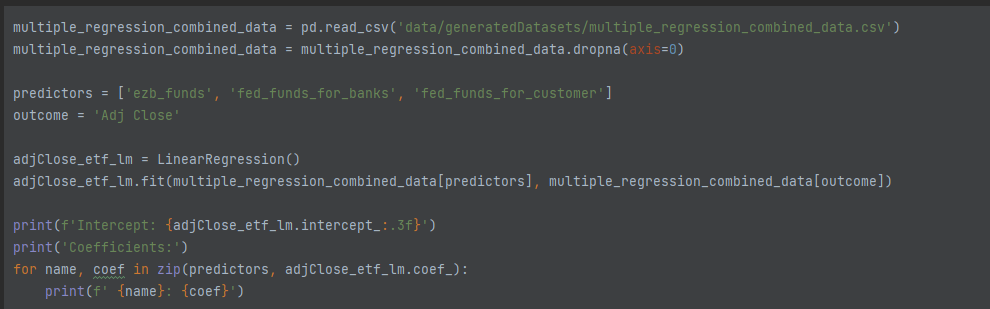 multiple_regression_combined_data = pd.read_csv('data/generatedDatasets/multiple_regression_combined_data.csv')
multiple_regression_combined_data = multiple_regression_combined_data.dropna(axis=0)
predictors = ['ezb_funds', 'fed_funds_for_banks', 'fed_funds_for_customer']
outcome = 'Adj Close'
adjClose_etf_lm = LinearRegression()
adjClose_etf_lm.fit(multiple_regression_combined_data[predictors], multiple_regression_combined_data[outcome])
print(f'Intercept: {adjClose_etf_lm.intercept_:.3f}')
print('Coefficients:')
for name, coef in zip(predictors, adjClose_etf_lm.coef_):
    print(f' {name}: {coef}')